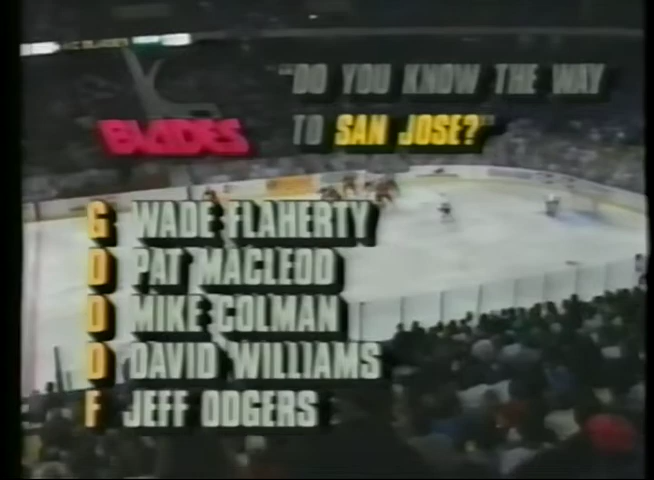 "DO YOU KNOW THE WAY
TO SAN JOSE?"
BLADES
G WADE FLAHERTY
D PAT MACLEOD
D MIKE COLMAN
D DAVID WILLIAMS
F JEFF ODGERS